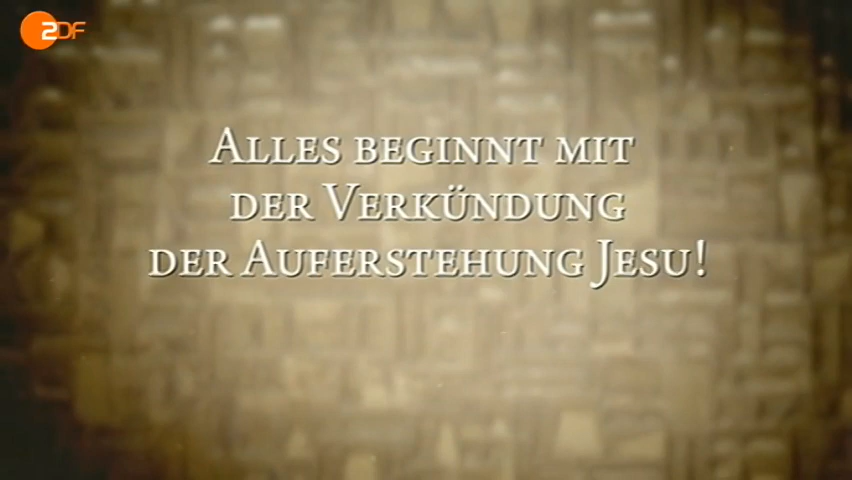 ZDF
ALLES BEGINNT MIT
DER VERKÜNDUNG
DER AUFERSTEHUNG JESU!